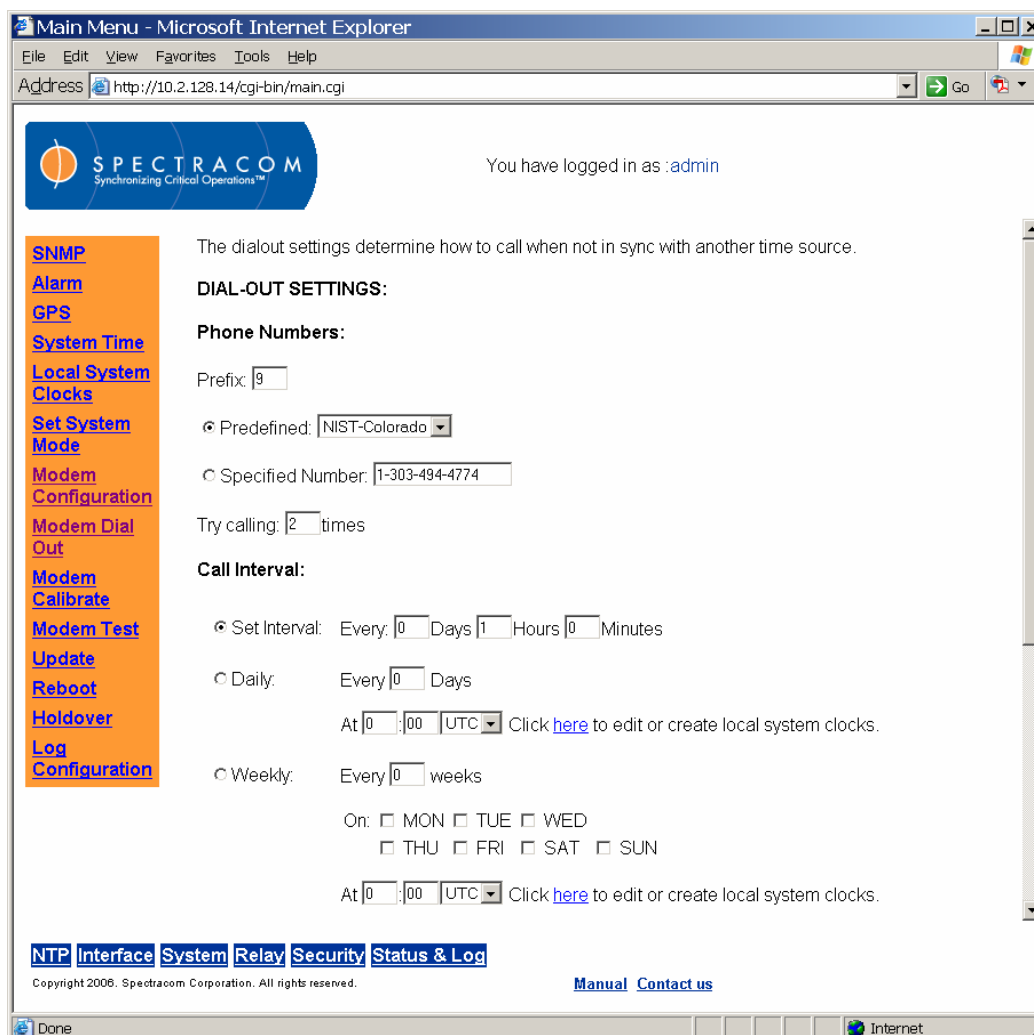 Main Menu - Microsoft Internet Explorer
File Edit View Favorites Tools Help
Address http://10.2.128.14/cgi-bin/main.cgi Go
SPECTRACOM
Synchronizing Critical Operations™
You have logged in as :admin
SNMP
Alarm
GPS
System Time
Local System
Clocks
Set System
Mode
Modem
Configuration
Modem Dial
Out
Modem
Calibrate
Modem Test
Update
Reboot
Holdover
Log
Configuration
The dialout settings determine how to call when not in sync with another time source.
DIAL-OUT SETTINGS:
Phone Numbers:
Prefix: 9
Predefined: NIST-Colorado
Specified Number: 1-303-494-4774
Try calling: 2 times
Call Interval:
Set Interval: Every: 0 Days 1 Hours 0 Minutes
Daily: Every 0 Days
At 0 :00 UTC Click here to edit or create local system clocks.
Weekly: Every 0 weeks
On: MON TUE WED
THU FRI SAT SUN
At 0 :00 UTC Click here to edit or create local system clocks.
NTP Interface System Relay Security Status & Log
Copyright 2006. Spectracom Corporation. All rights reserved.
Manual Contact us
Done
Internet